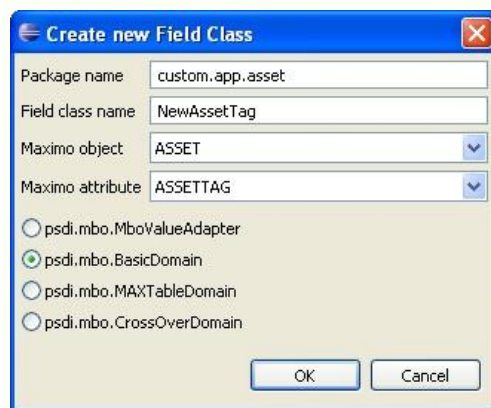 Create new Field Class
Package name custom.app.asset
Field class name NewAssetTag
Maximo object ASSET
Maximo attribute ASSETTAG
psdi.mbo.MboValueAdapter
psdi.mbo.BasicDomain
psdi.mbo.MAXTableDomain
psdi.mbo.CrossOverDomain
OK Cancel